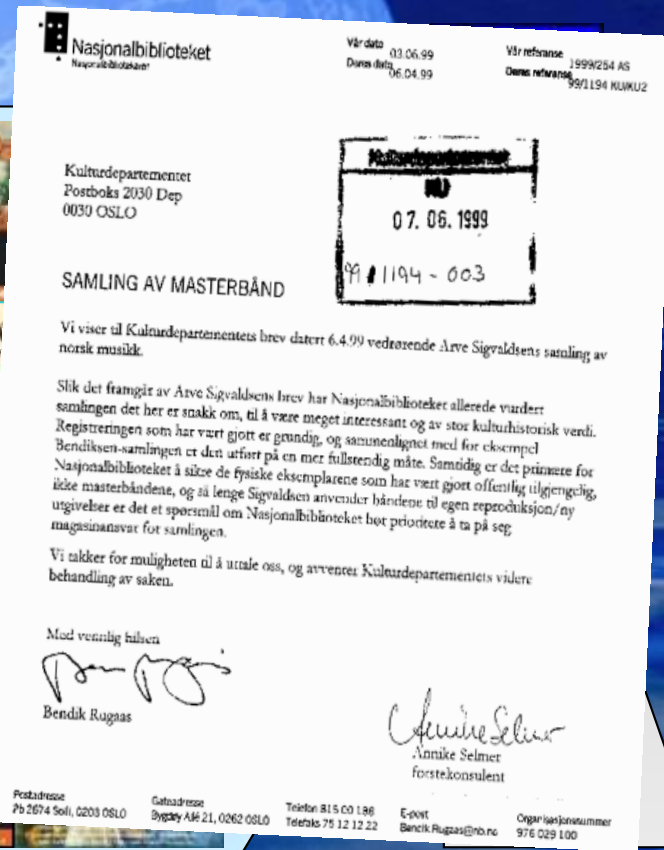 Nasjonalbiblioteket
Nasjonalbibliotekaren
Vår dato 03.06.99
Deres dato 06.04.99
Vår referanse 1999/254 AS
Deres referanse 99/1194 KU/KU2
Kulturdepartementet
Postboks 2030 Dep
0030 OSLO
Kulturdepartementet
07. 06. 1999
99/1194 - 003
SAMLING AV MASTERBÅND
Vi viser til Kulturdepartementets brev datert 6.4.99 vedrørende Arve Sigvaldsens samling av
norsk musikk.
Slik det framgår av Arve Sigvaldsens brev har Nasjonalbiblioteket allerede vurdert
samlingen det her er snakk om, til å være meget interessant og av stor kulturhistorisk verdi.
Registreringen som har vært gjort er grundig, og sammenlignet med for eksempel
Bendiksen-samlingen er den utført på en mer fullstendig måte. Samtidig er det primære for
Nasjonalbiblioteket å sikre de fysiske eksemplarene som har vært gjort offentlig tilgjengelig,
ikke masterbåndene, og så lenge Sigvaldsen anvender båndene til egen reproduksjon/ny
utgivelser er det et spørsmål om Nasjonalbiblioteket bør prioritere å ta på seg
magasinansvar for samlingen.
Vi takker for muligheten til å uttale oss, og avventer Kulturdepartementets videre
behandling av saken.
Med vennlig hilsen
Bendik Rugaas
Annike Selmer
Annike Selmer
førstekonsulent
Postadresse
Pb 2674 Solli, 0203 OSLO
Gateadresse
Bygdøy Allé 21, 0262 OSLO
Telefon 815 00 188
Telefaks 75 12 12 22
E-post
Bendik.Rugaas@nb.no
Organisasjonsnummer
976 029 100